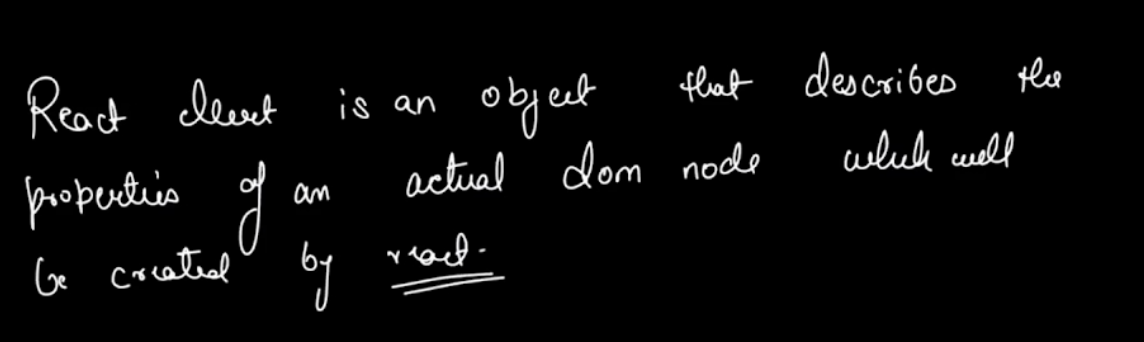 React element is an object that describes the
properties of an actual dom node which will
be created by react.